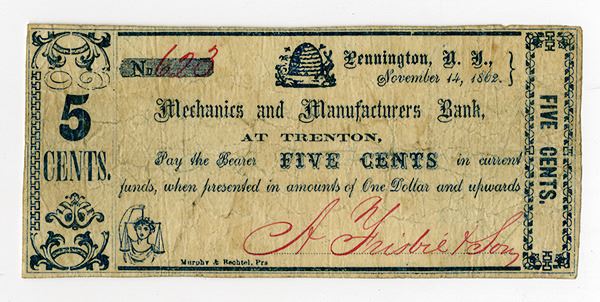 5
CENTS.
No 623
Pennington, N. J.,
November 14, 1862.
Mechanics and Manufacturers Bank,
AT TRENTON,
Pay the Bearer FIVE CENTS in current
funds, when presented in amounts of One Dollar and upwards
A Y Frisbie & Son
Murphy & Bechtel, Prs
FIVE CENTS.